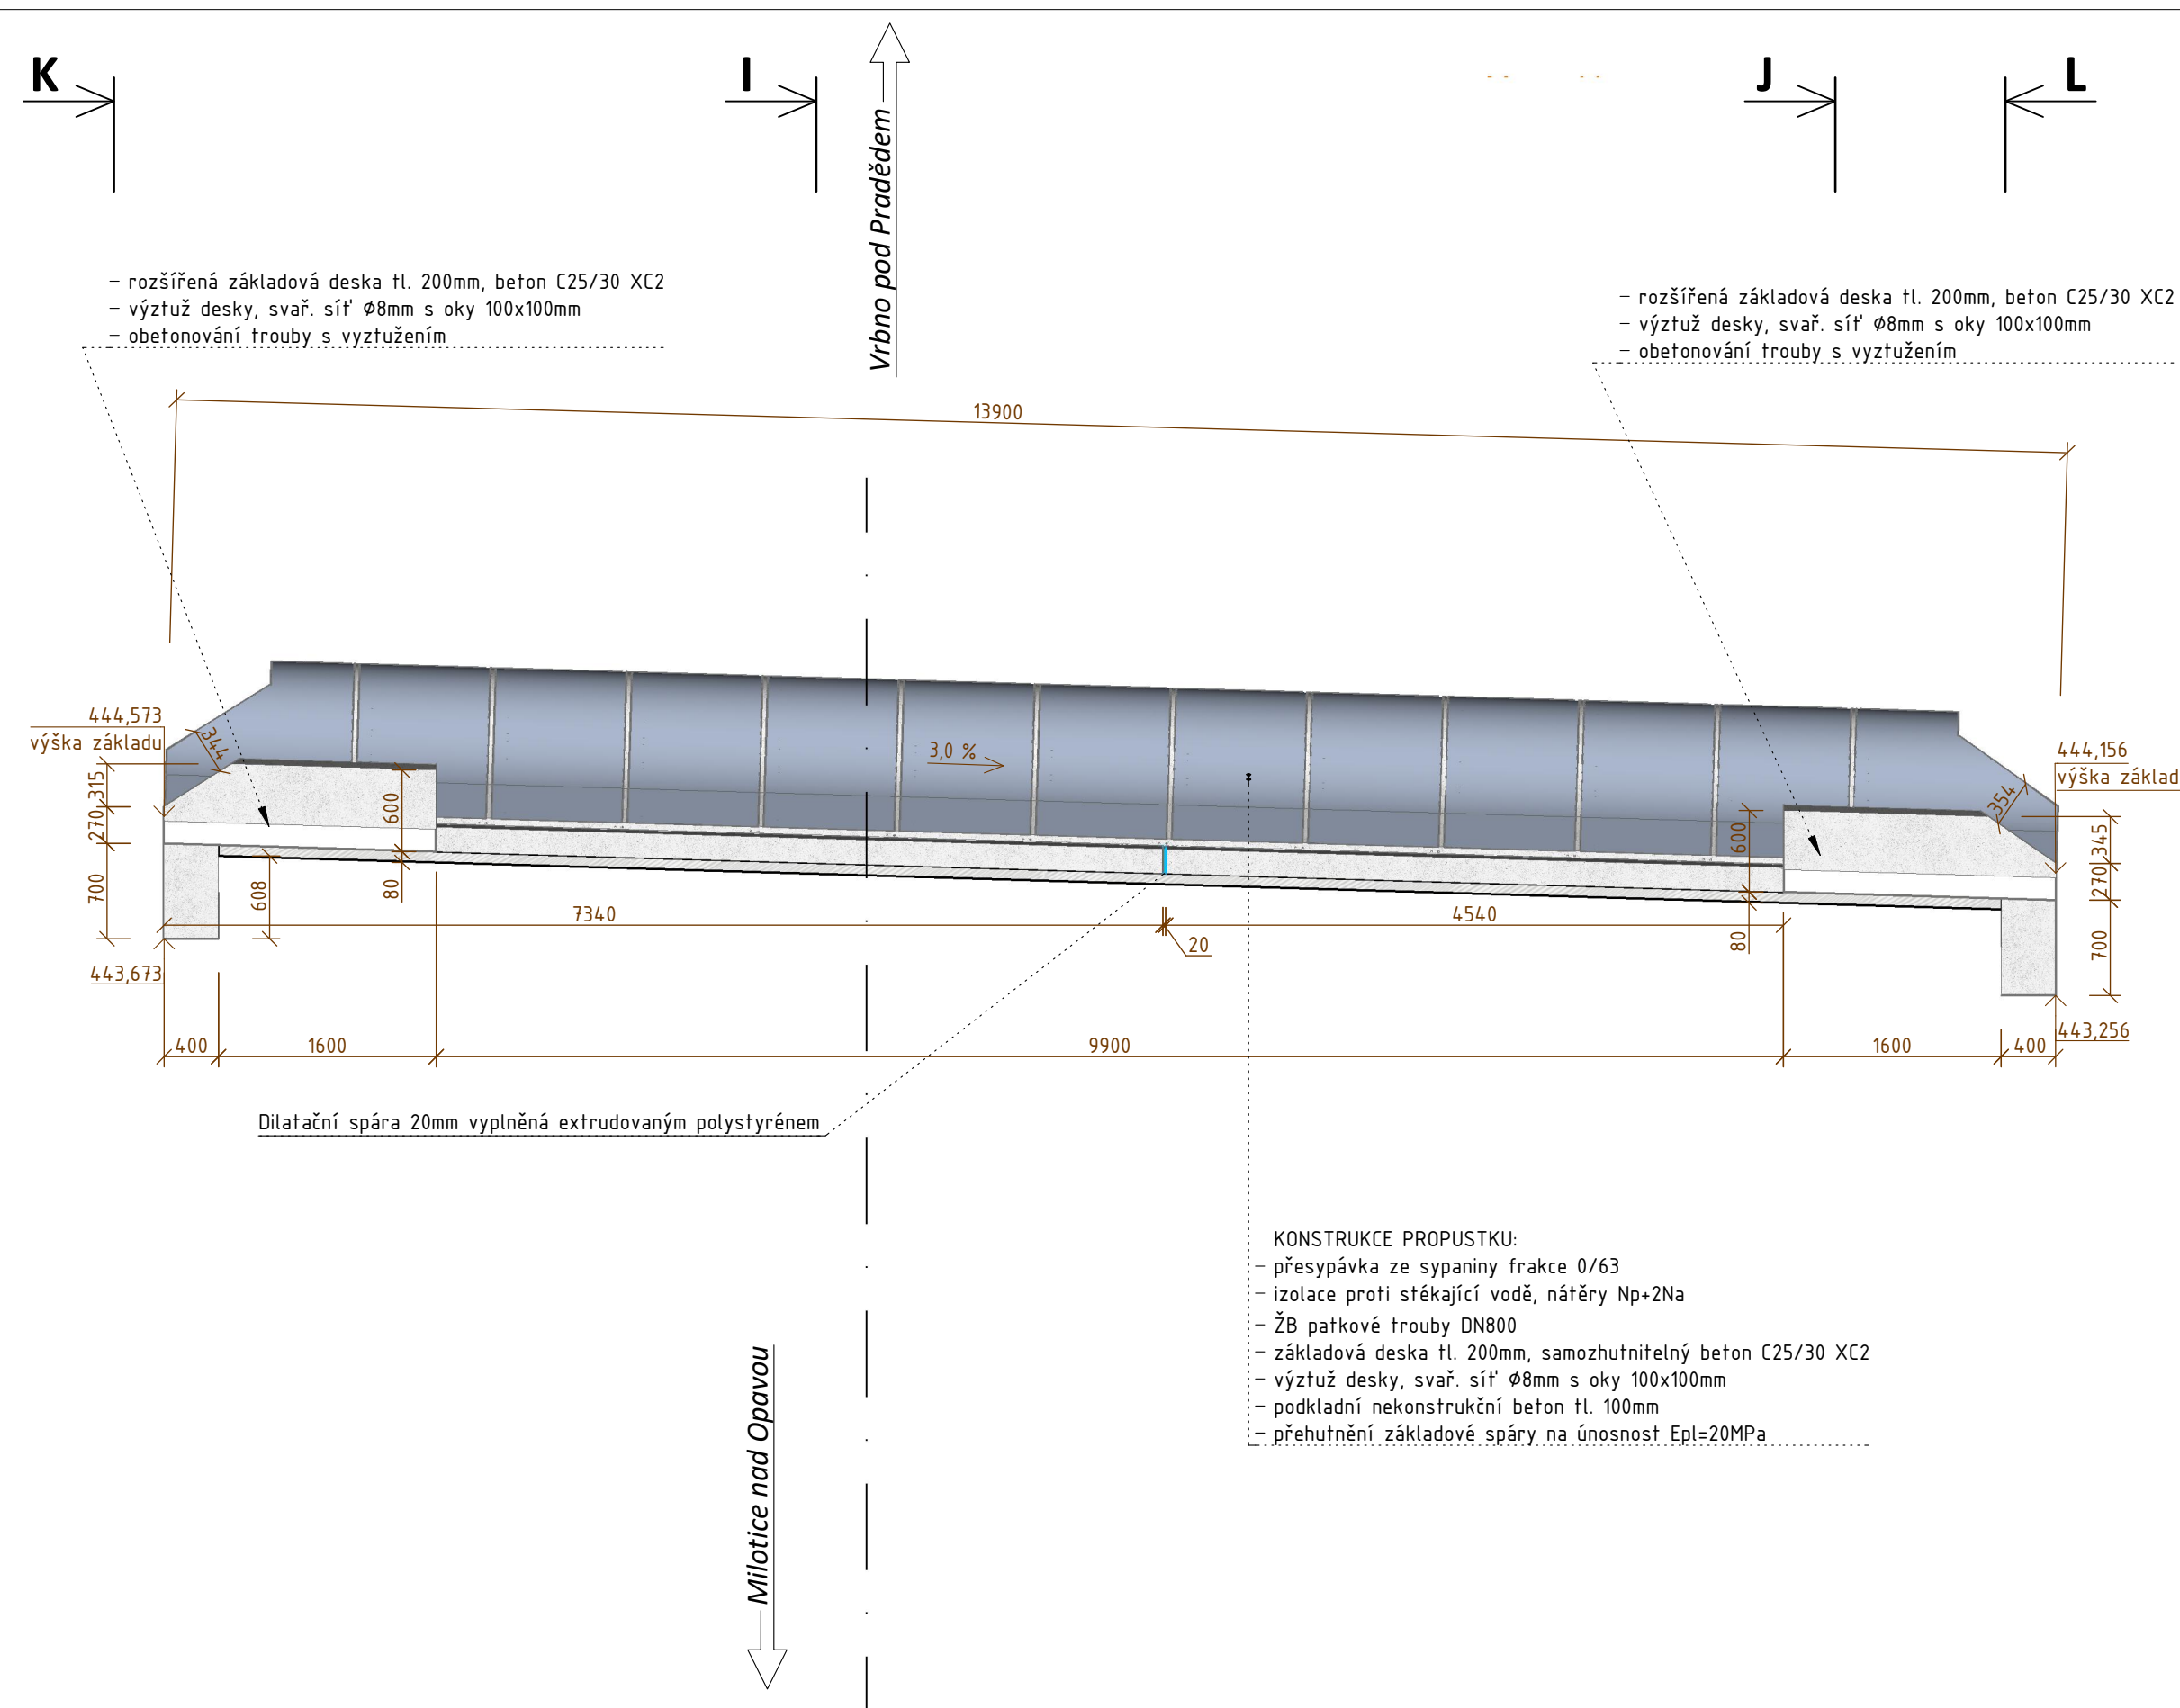 K
I
J
L
Vrbno pod Pradědem
– rozšířená základová deska tl. 200mm, beton C25/30 XC2
– výztuž desky, svař. síť Ø8mm s oky 100x100mm
– obetonování trouby s vyztužením
– rozšířená základová deska tl. 200mm, beton C25/30 XC2
– výztuž desky, svař. síť Ø8mm s oky 100x100mm
– obetonování trouby s vyztužením
13900
444,573
výška základu
344
315
270
700
608
600
80
443,673
3,0 %
444,156
výška základ
354
345
270
700
600
80
443,256
7340
20
4540
400
1600
9900
1600
400
Dilatační spára 20mm vyplněná extrudovaným polystyrénem
KONSTRUKCE PROPUSTKU:
– přesypávka ze sypaniny frakce 0/63
– izolace proti stékající vodě, nátěry Np+2Na
– ŽB patkové trouby DN800
– základová deska tl. 200mm, samozhutnitelný beton C25/30 XC2
– výztuž desky, svař. síť Ø8mm s oky 100x100mm
– podkladní nekonstrukční beton tl. 100mm
– přehutnění základové spáry na únosnost Epl=20MPa
Milotice nad Opavou